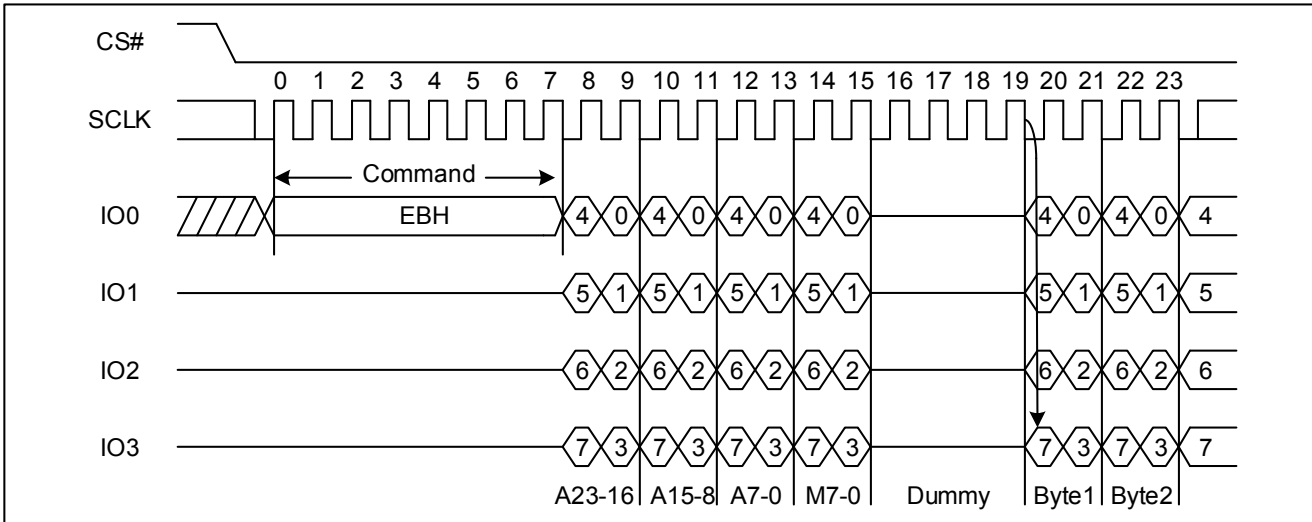 CS#
0 1 2 3 4 5 6 7 8 9 10 11 12 13 14 15 16 17 18 19 20 21 22 23
SCLK
Command
IO0 EBH 4 0 4 0 4 0 4 0 4 0 4 0 4
IO1 5 1 5 1 5 1 5 1 5 1 5 1 5
IO2 6 2 6 2 6 2 6 2 6 2 6 2 6
IO3 7 3 7 3 7 3 7 3 7 3 7 3 7
A23-16 A15-8 A7-0 M7-0 Dummy Byte1 Byte2